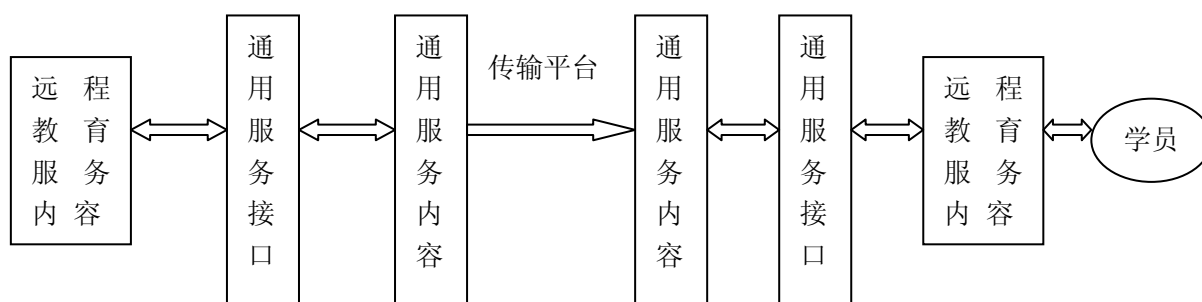 远程
教育
服务
内容
通用服务接口
通用服务内容
传输平台
通用服务内容
通用服务接口
远程
教育
服务
内容
学员